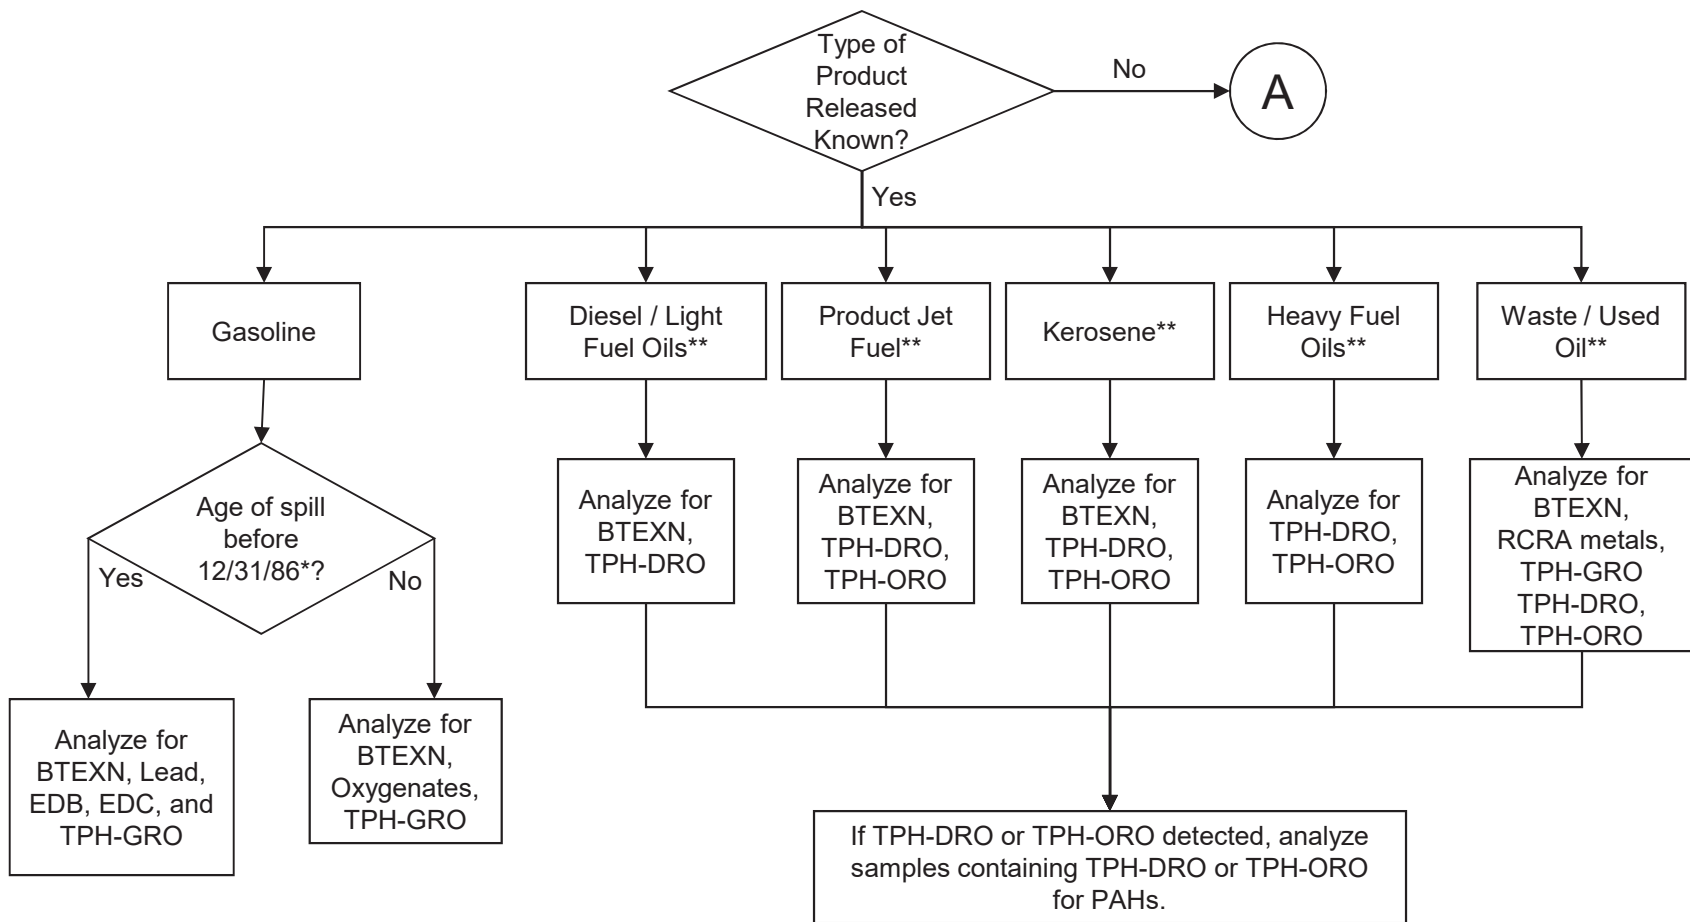 Type of
Product
Released
Known?
No
A
Yes
Gasoline
Diesel / Light
Fuel Oils**
Product Jet
Fuel**
Kerosene**
Heavy Fuel
Oils**
Waste / Used
Oil**
Age of spill
before
12/31/86*?
Yes
No
Analyze for
BTEXN,
TPH-DRO
Analyze for
BTEXN,
TPH-DRO,
TPH-ORO
Analyze for
BTEXN,
TPH-DRO,
TPH-ORO
Analyze for
TPH-DRO,
TPH-ORO
Analyze for
BTEXN,
RCRA metals,
TPH-GRO
TPH-DRO,
TPH-ORO
Analyze for
BTEXN, Lead,
EDB, EDC, and
TPH-GRO
Analyze for
BTEXN,
Oxygenates,
TPH-GRO
If TPH-DRO or TPH-ORO detected, analyze
samples containing TPH-DRO or TPH-ORO
for PAHs.